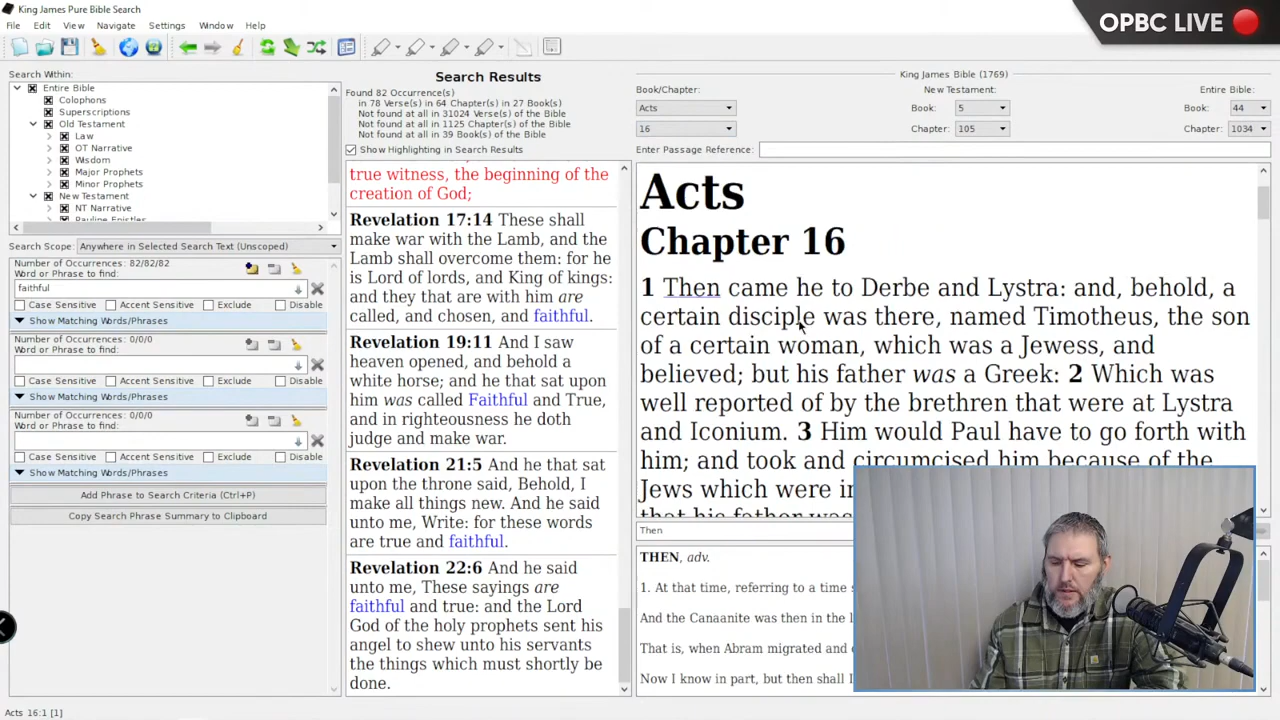 King James Pure Bible Search
OPBC LIVE
File Edit View Navigate Settings Window Help
Search Within:
Entire Bible
Colophons
Superscriptions
Old Testament
Law
OT Narrative
Wisdom
Major Prophets
Minor Prophets
New Testament
NT Narrative
Pauline Epistles
Search Scope: Anywhere in Selected Search Text (Unscoped)
Number of Occurrences: 82/82/82
Word or Phrase to find:
faithful
Case Sensitive Accent Sensitive Exclude Disable
Show Matching Words/Phrases
Number of Occurrences: 0/0/0
Word or Phrase to find:
Case Sensitive Accent Sensitive Exclude Disable
Show Matching Words/Phrases
Number of Occurrences: 0/0/0
Word or Phrase to find:
Case Sensitive Accent Sensitive Exclude Disable
Show Matching Words/Phrases
Add Phrase to Search Criteria (Ctrl+P)
Copy Search Phrase Summary to Clipboard
Search Results
Found 82 Occurrence(s)
in 78 Verse(s) in 64 Chapter(s) in 27 Book(s)
Not found at all in 31024 Verse(s) of the Bible
Not found at all in 1125 Chapter(s) of the Bible
Not found at all in 39 Book(s) of the Bible
Show Highlighting in Search Results
true witness, the beginning of the
creation of God;
Revelation 17:14 These shall
make war with the Lamb, and the
Lamb shall overcome them: for he
is Lord of lords, and King of kings:
and they that are with him are
called, and chosen, and faithful.
Revelation 19:11 And I saw
heaven opened, and behold a
white horse; and he that sat upon
him was called Faithful and True,
and in righteousness he doth
judge and make war.
Revelation 21:5 And he that sat
upon the throne said, Behold, I
make all things new. And he said
unto me, Write: for these words
are true and faithful.
Revelation 22:6 And he said
unto me, These sayings are
faithful and true: and the Lord
God of the holy prophets sent his
angel to shew unto his servants
the things which must shortly be
done.
King James Bible (1769)
Book/Chapter: New Testament: Entire Bible:
Acts Book: 5 Book: 44
16 Chapter: 105 Chapter: 1034
Enter Passage Reference:
Acts
Chapter 16
1 Then came he to Derbe and Lystra: and, behold, a
certain disciple was there, named Timotheus, the son
of a certain woman, which was a Jewess, and
believed; but his father was a Greek: 2 Which was
well reported of by the brethren that were at Lystra
and Iconium. 3 Him would Paul have to go forth with
him; and took and circumcised him because of the
Jews which were in
that his father was
Then
THEN, adv.
1. At that time, referring to a time
And the Canaanite was then in the l
That is, when Abram migrated and
Now I know in part, but then shall I
Acts 16:1 [1]